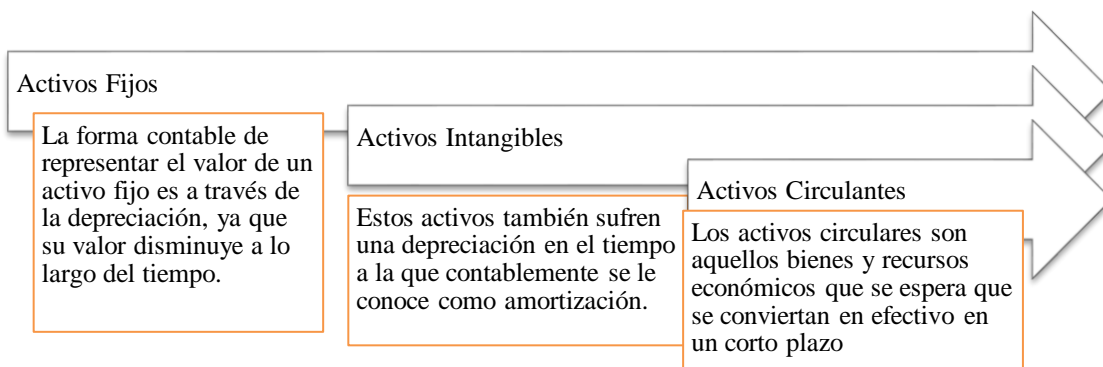 Activos Fijos
La forma contable de
representar el valor de un
activo fijo es a través de
la depreciación, ya que
su valor disminuye a lo
largo del tiempo.
Activos Intangibles
Estos activos también sufren
una depreciación en el tiempo
a la que contablemente se le
conoce como amortización.
Activos Circulantes
Los activos circulares son
aquellos bienes y recursos
económicos que se espera que
se conviertan en efectivo en
un corto plazo